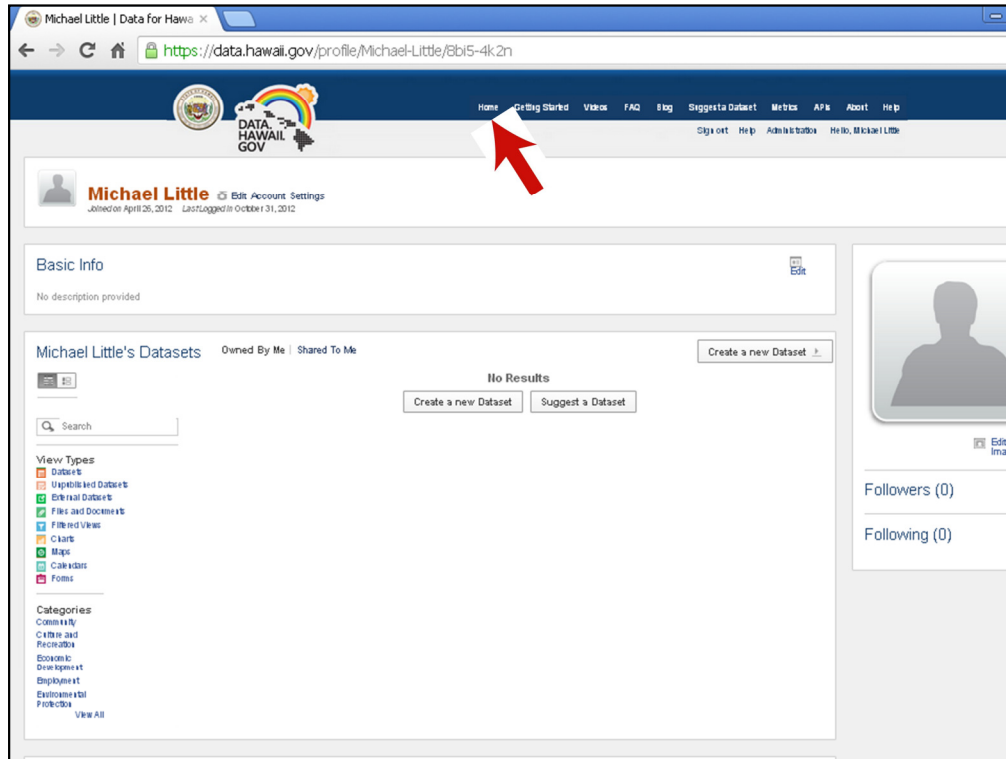 Michael Little | Data for Hawa
https://data.hawaii.gov/profile/Michael-Little/8bi5-4k2n
DATA.
HAWAII.
GOV
Home Getting Started Videos FAQ Blog Suggest a Dataset Metrics APIs About Help
Sign out Help Administration Hello, Michael Little
Michael Little Edit Account Settings
Joined on April 26, 2012 Last Logged in October 31, 2012
Basic Info
Edit
No description provided
Michael Little's Datasets Owned By Me | Shared To Me
Create a new Dataset
No Results
Create a new Dataset Suggest a Dataset
Search
View Types
Datasets
Unpublished Datasets
External Datasets
Files and Documents
Filtered Views
Charts
Maps
Calendars
Forms
Categories
Community
Culture and
Recreation
Economic
Development
Employment
Environmental
Protection
View All
Edit
Ima
Followers (0)
Following (0)